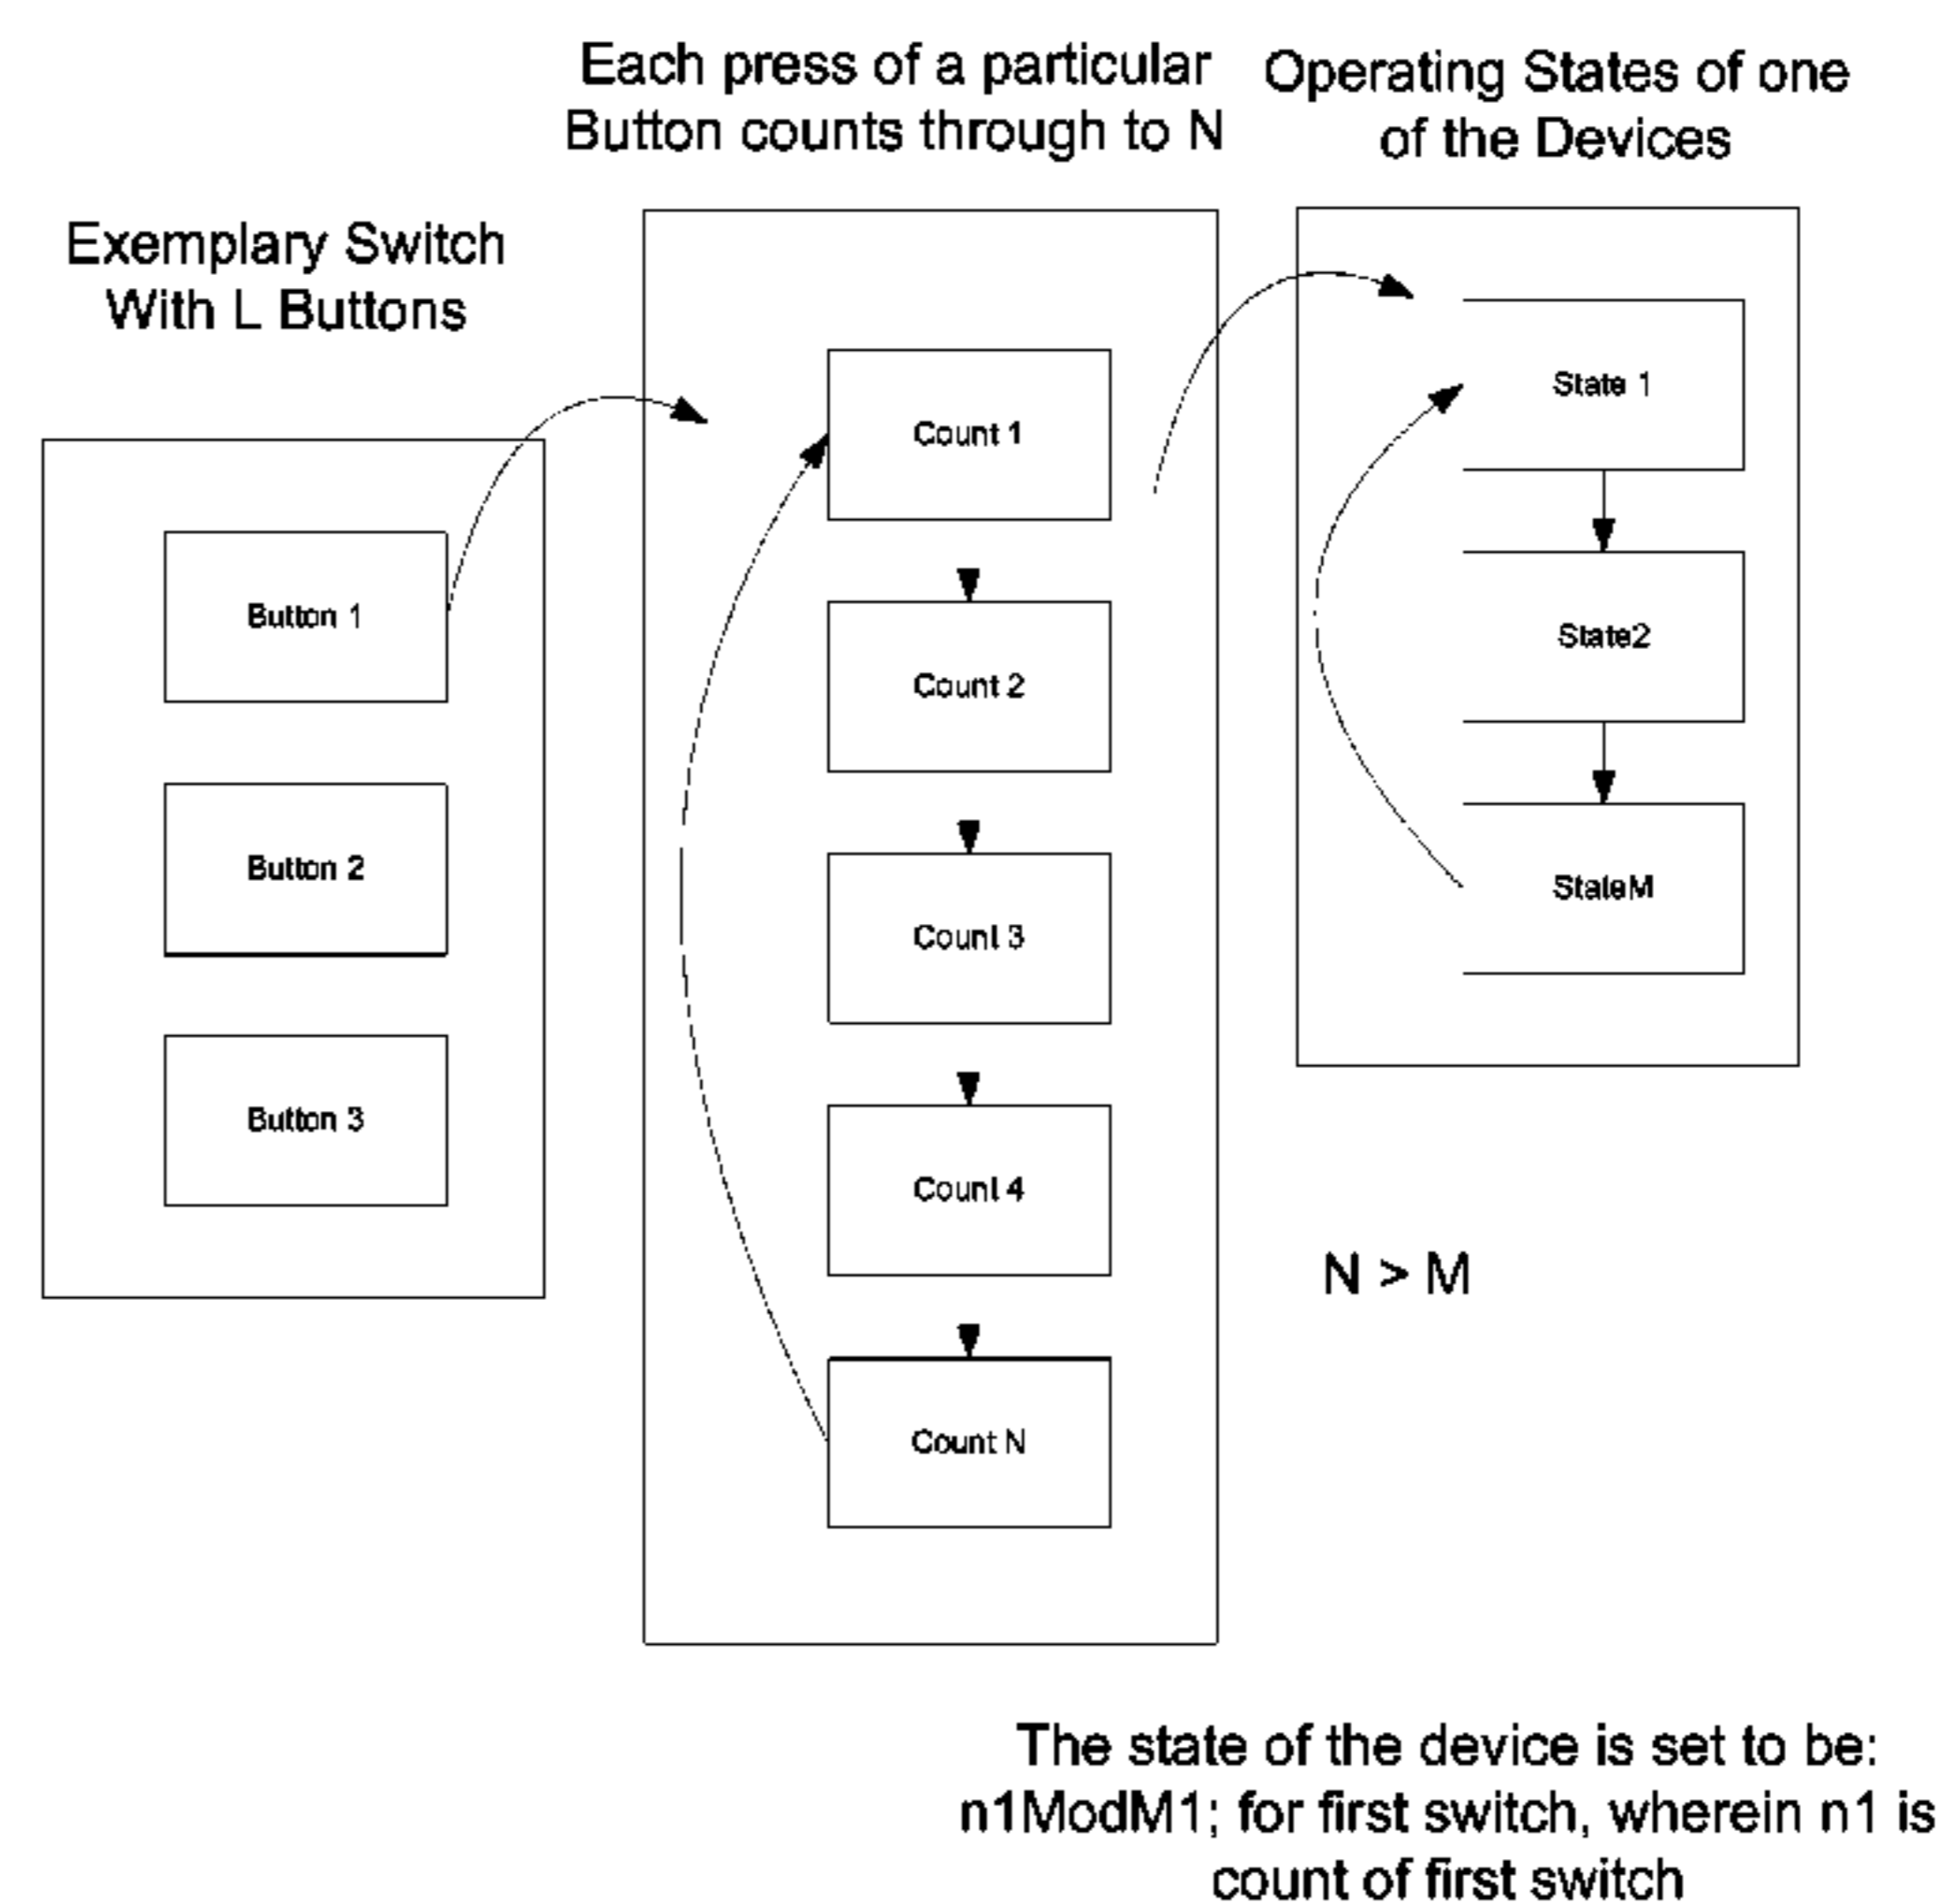 Each press of a particular
Button counts through to N
Operating States of one
of the Devices
Exemplary Switch
With L Buttons
Button 1
Button 2
Button 3
Count 1
Count 2
Count 3
Count 4
Count N
State 1
State2
StateM
N > M
The state of the device is set to be:
n1ModM1; for first switch, wherein n1 is
count of first switch